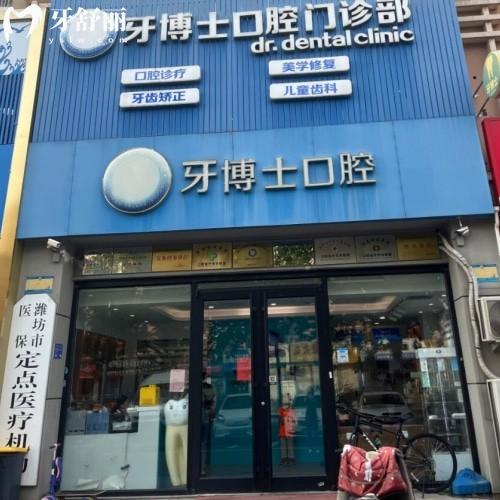 牙舒丽
牙博士口腔门诊部
dr. dental clinic
口腔诊疗
美学修复
牙齿矫正
儿童齿科
牙博士口腔
潍坊市
医保
定点医疗机构